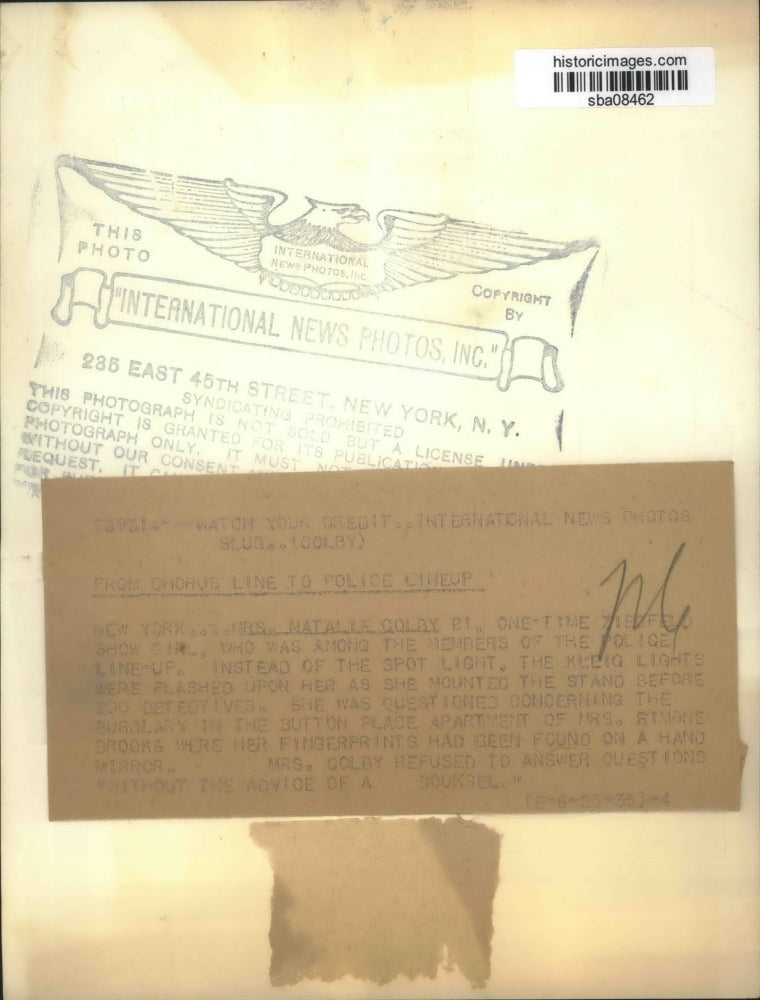 historicimages.com
sba08462
THIS
PHOTO
INTERNATIONAL
NEWS PHOTOS, INC
COPYRIGHT
BY
"INTERNATIONAL NEWS PHOTOS, INC."
235 EAST 45TH STREET, NEW YORK, N. Y.
SYNDICATING PROHIBITED
THIS PHOTOGRAPH IS NOT SOLD BUT A LICENSE
COPYRIGHT IS GRANTED FOR ITS
PHOTOGRAPH ONLY. IT MUST NOT
WITHOUT OUR CONSENT
REQUEST. IT
WATCH YOUR CREDIT..INTERNATIONAL NEWS PHOTOS
SLUG..(COLBY)
FROM CHORUS LINE TO POLICE LINEUP
NEW YORK....MRS. NATALIE COLBY 21, ONE-TIME ZIEGFELD
SHOW GIRL, WHO WAS AMONG THE MEMBERS OF THE POLICE
LINE-UP. INSTEAD OF THE SPOT LIGHT, THE KLEIG LIGHTS
WERE FLASHED UPON HER AS SHE MOUNTED THE STAND BEFORE
200 DETECTIVES. SHE WAS QUESTIONED CONCERNING THE
BURGLARY IN THE SUTTON PLACE APARTMENT OF MRS. SIMONE
BROOKS WERE HER FINGERPRINTS HAD BEEN FOUND ON A HAND
MIRROR. MRS. COLBY REFUSED TO ANSWER QUESTIONS
"WITHOUT THE ADVICE OF A COUNSEL."
(E-6-25-35)-4